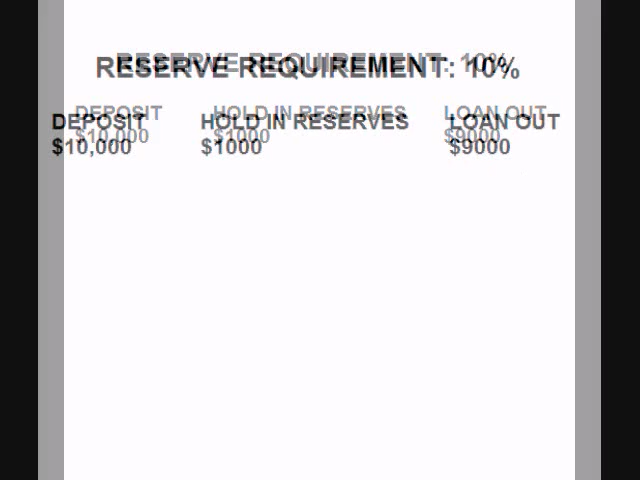 RESERVE REQUIREMENT: 10%
DEPOSIT HOLD IN RESERVES LOAN OUT
$10,000 $1000 $9000